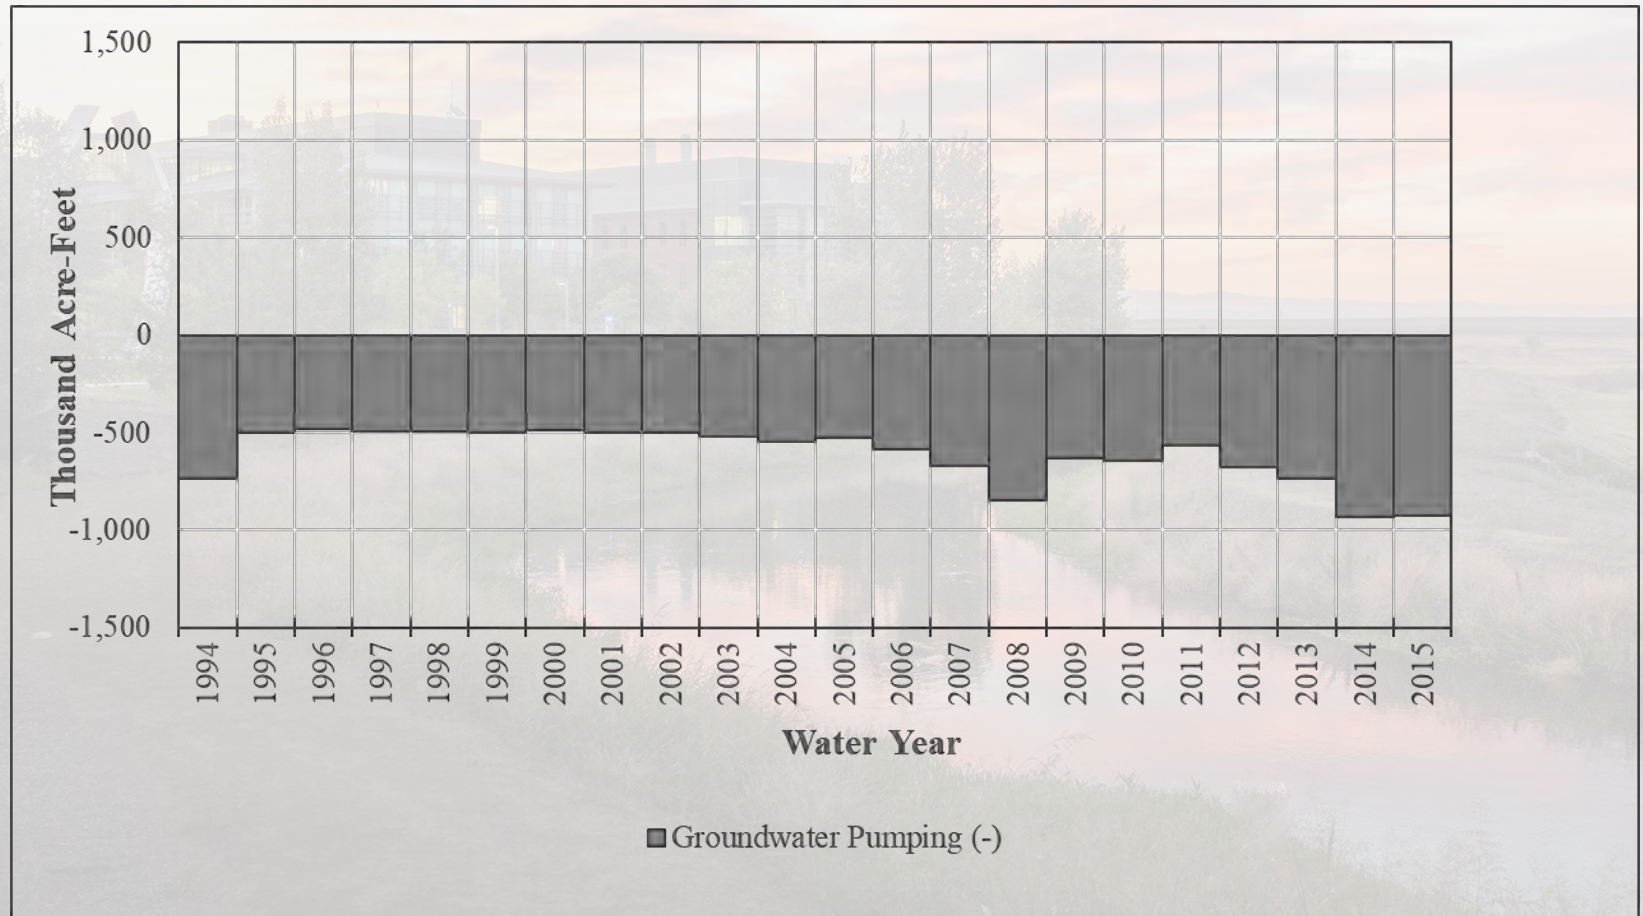 1,500
1,000
500
0
-500
-1,000
-1,500
Thousand Acre-Feet
1994 1995 1996 1997 1998 1999 2000 2001 2002 2003 2004 2005 2006 2007 2008 2009 2010 2011 2012 2013 2014 2015
Water Year
Groundwater Pumping (-)